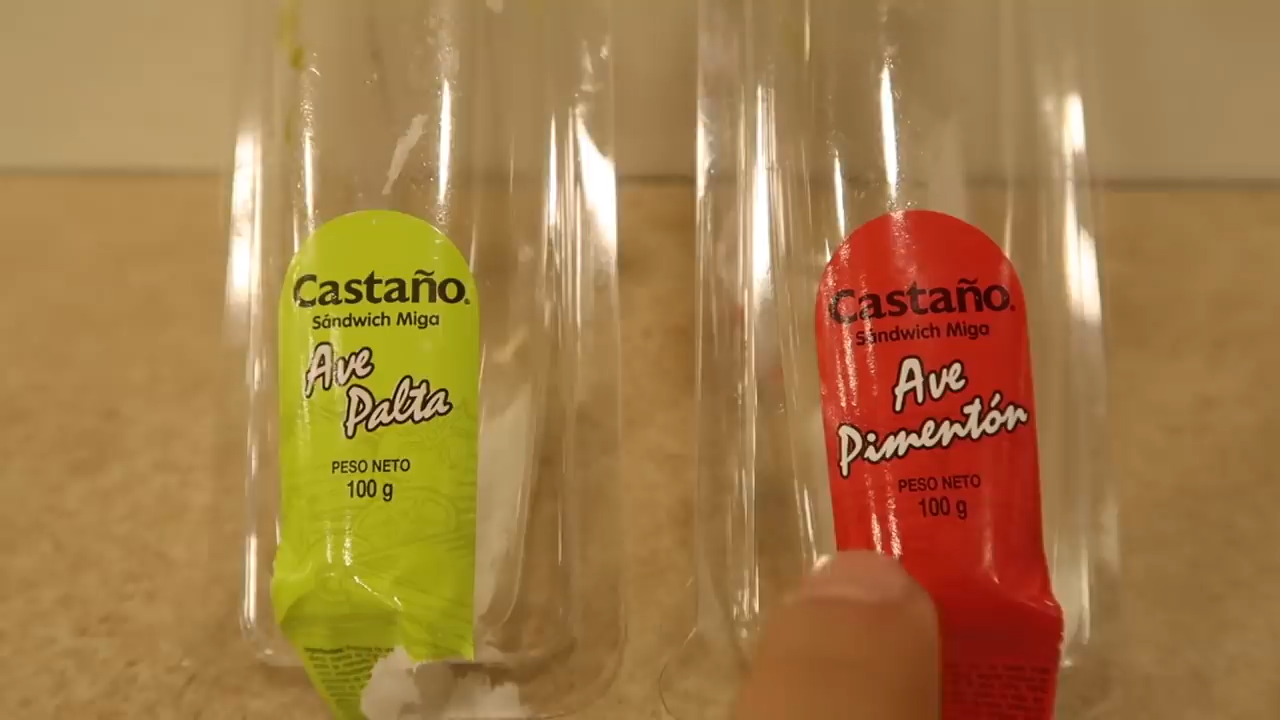 Castaño.
Sándwich Miga
Ave
Palta
PESO NETO
100 g
Castaño.
Sándwich Miga
Ave
Pimentón
PESO NETO
100 g